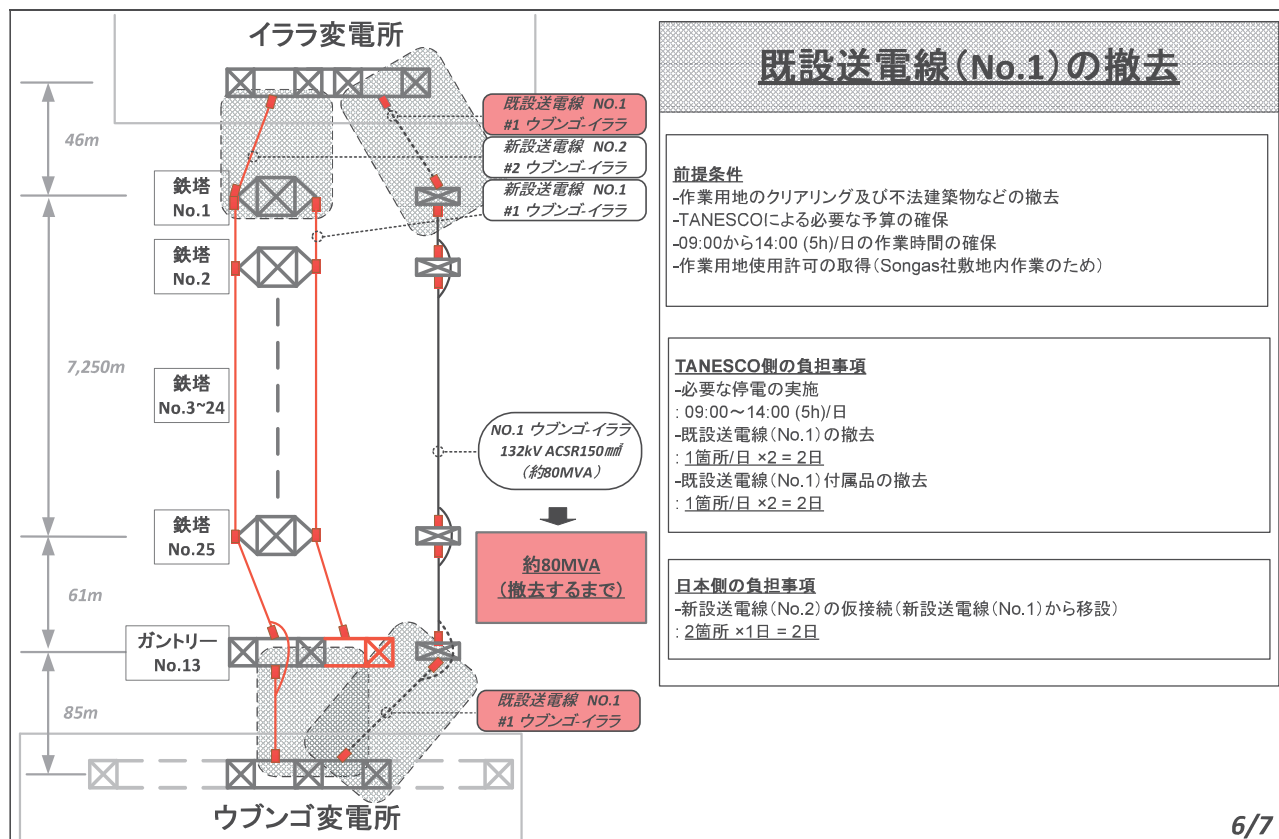 イララ変電所
既設送電線 NO.1
#1 ウブンゴ-イララ
新設送電線 NO.2
#2 ウブンゴ-イララ
新設送電線 NO.1
#1 ウブンゴ-イララ
46m
鉄塔
No.1
鉄塔
No.2
7,250m
鉄塔
No.3~24
NO.1 ウブンゴ-イララ
132kV ACSR150㎟
(約80MVA)
鉄塔
No.25
約80MVA
(撤去するまで)
61m
ガントリー
No.13
85m
既設送電線 NO.1
#1 ウブンゴ-イララ
ウブンゴ変電所
既設送電線(No.1)の撤去
前提条件
-作業用地のクリアリング及び不法建築物などの撤去
-TANESCOによる必要な予算の確保
-09:00から14:00 (5h)/日の作業時間の確保
-作業用地使用許可の取得(Songas社敷地内作業のため)
TANESCO側の負担事項
-必要な停電の実施
: 09:00~14:00 (5h)/日
-既設送電線(No.1)の撤去
: 1箇所/日 ×2 = 2日
-既設送電線(No.1)付属品の撤去
: 1箇所/日 ×2 = 2日
日本側の負担事項
-新設送電線(No.2)の仮接続(新設送電線(No.1)から移設)
: 2箇所 ×1日 = 2日
6/7